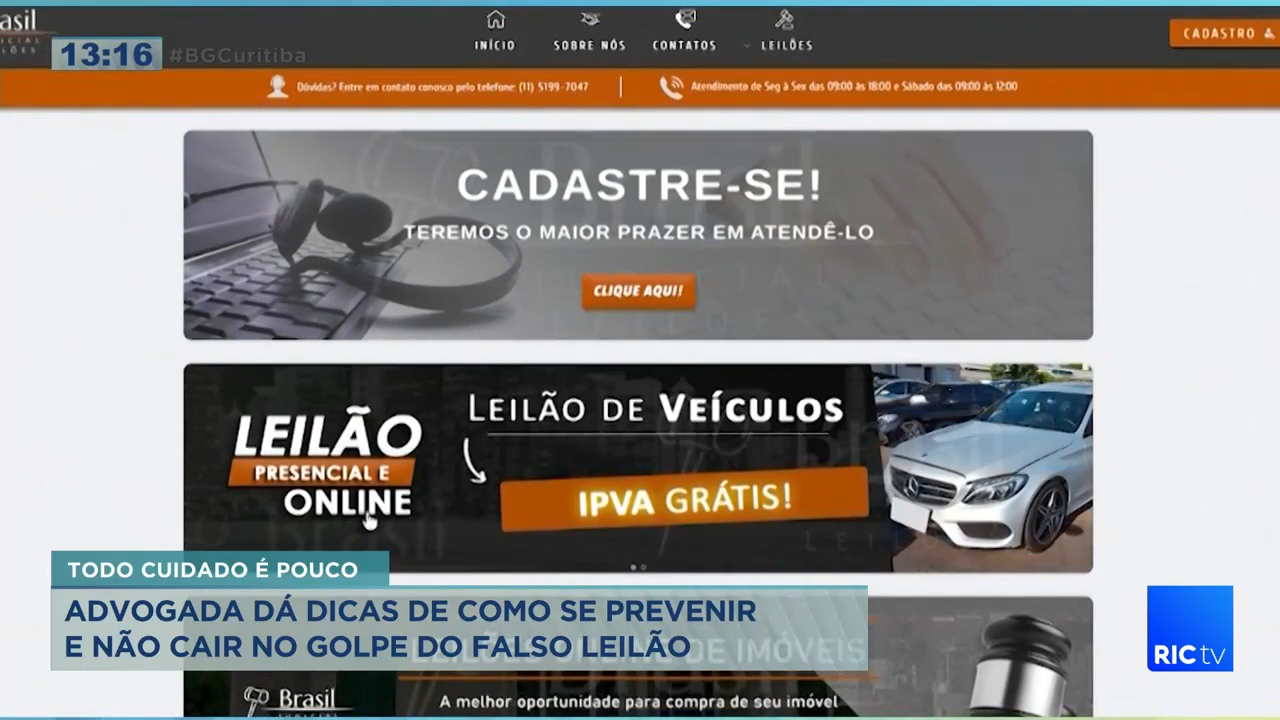 asil
13:16
#BGCuritiba
INÍCIO
SOBRE NÓS
CONTATOS
LEILÕES
CADASTRO
Dúvidas? Entre em contato conosco pelo telefone: (11) 5199-7047
Atendimento de Seg à Sex das 09:00 às 18:00 e Sábado das 09:00 às 12:00
CADASTRE-SE!
TEREMOS O MAIOR PRAZER EM ATENDÊ-LO
CLIQUE AQUI!
LEILÃO
PRESENCIAL E
ONLINE
LEILÃO DE VEÍCULOS
IPVA GRÁTIS!
TODO CUIDADO É POUCO
ADVOGADA DÁ DICAS DE COMO SE PREVENIR
E NÃO CAIR NO GOLPE DO FALSO LEILÃO
LEILÕES ONLINE DE IMÓVEIS
Brasil
A melhor oportunidade para compra de seu imóvel
RIC tv